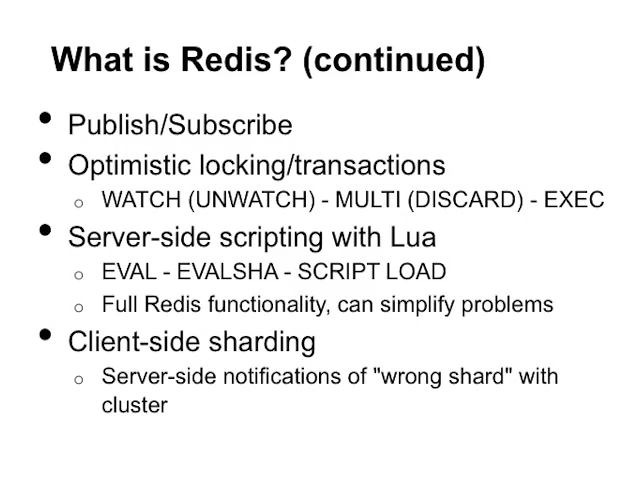 What is Redis? (continued)
• Publish/Subscribe
• Optimistic locking/transactions
o WATCH (UNWATCH) - MULTI (DISCARD) - EXEC
• Server-side scripting with Lua
o EVAL - EVALSHA - SCRIPT LOAD
o Full Redis functionality, can simplify problems
• Client-side sharding
o Server-side notifications of "wrong shard" with
cluster